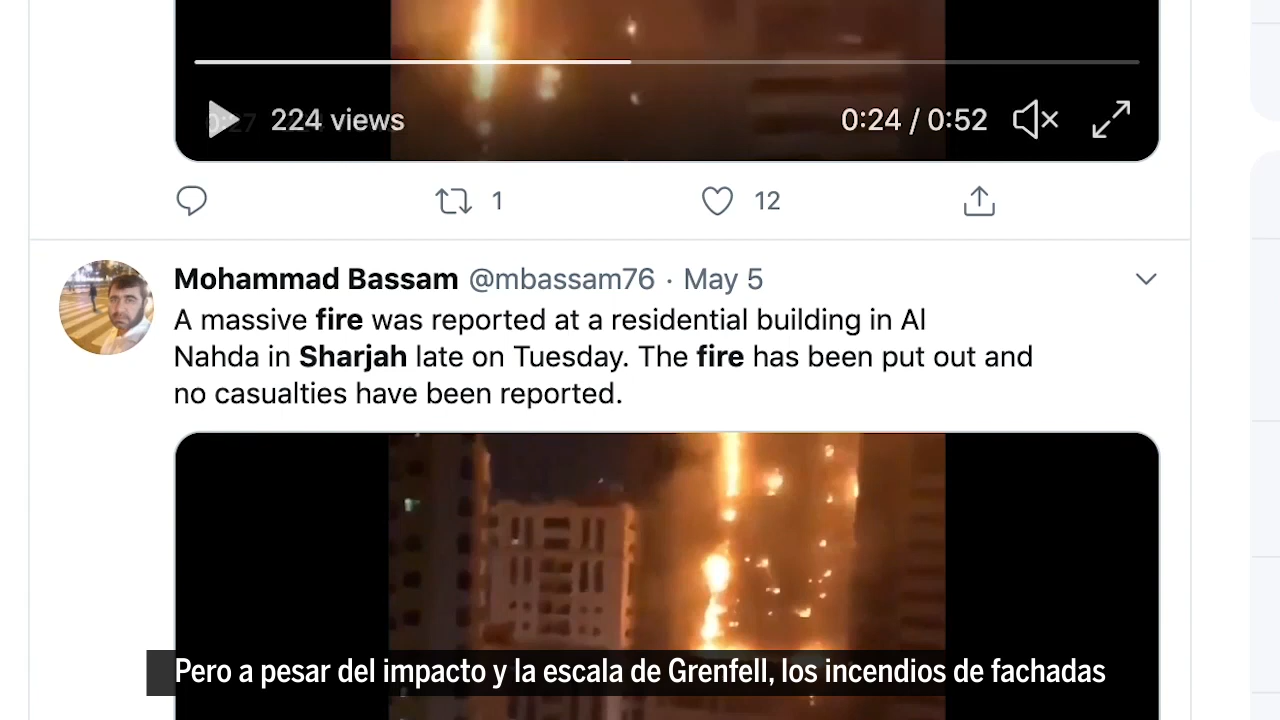 0:27 224 views 0:24 / 0:52
1 12
Mohammad Bassam @mbassam76 · May 5
A massive fire was reported at a residential building in Al
Nahda in Sharjah late on Tuesday. The fire has been put out and
no casualties have been reported.
Pero a pesar del impacto y la escala de Grenfell, los incendios de fachadas